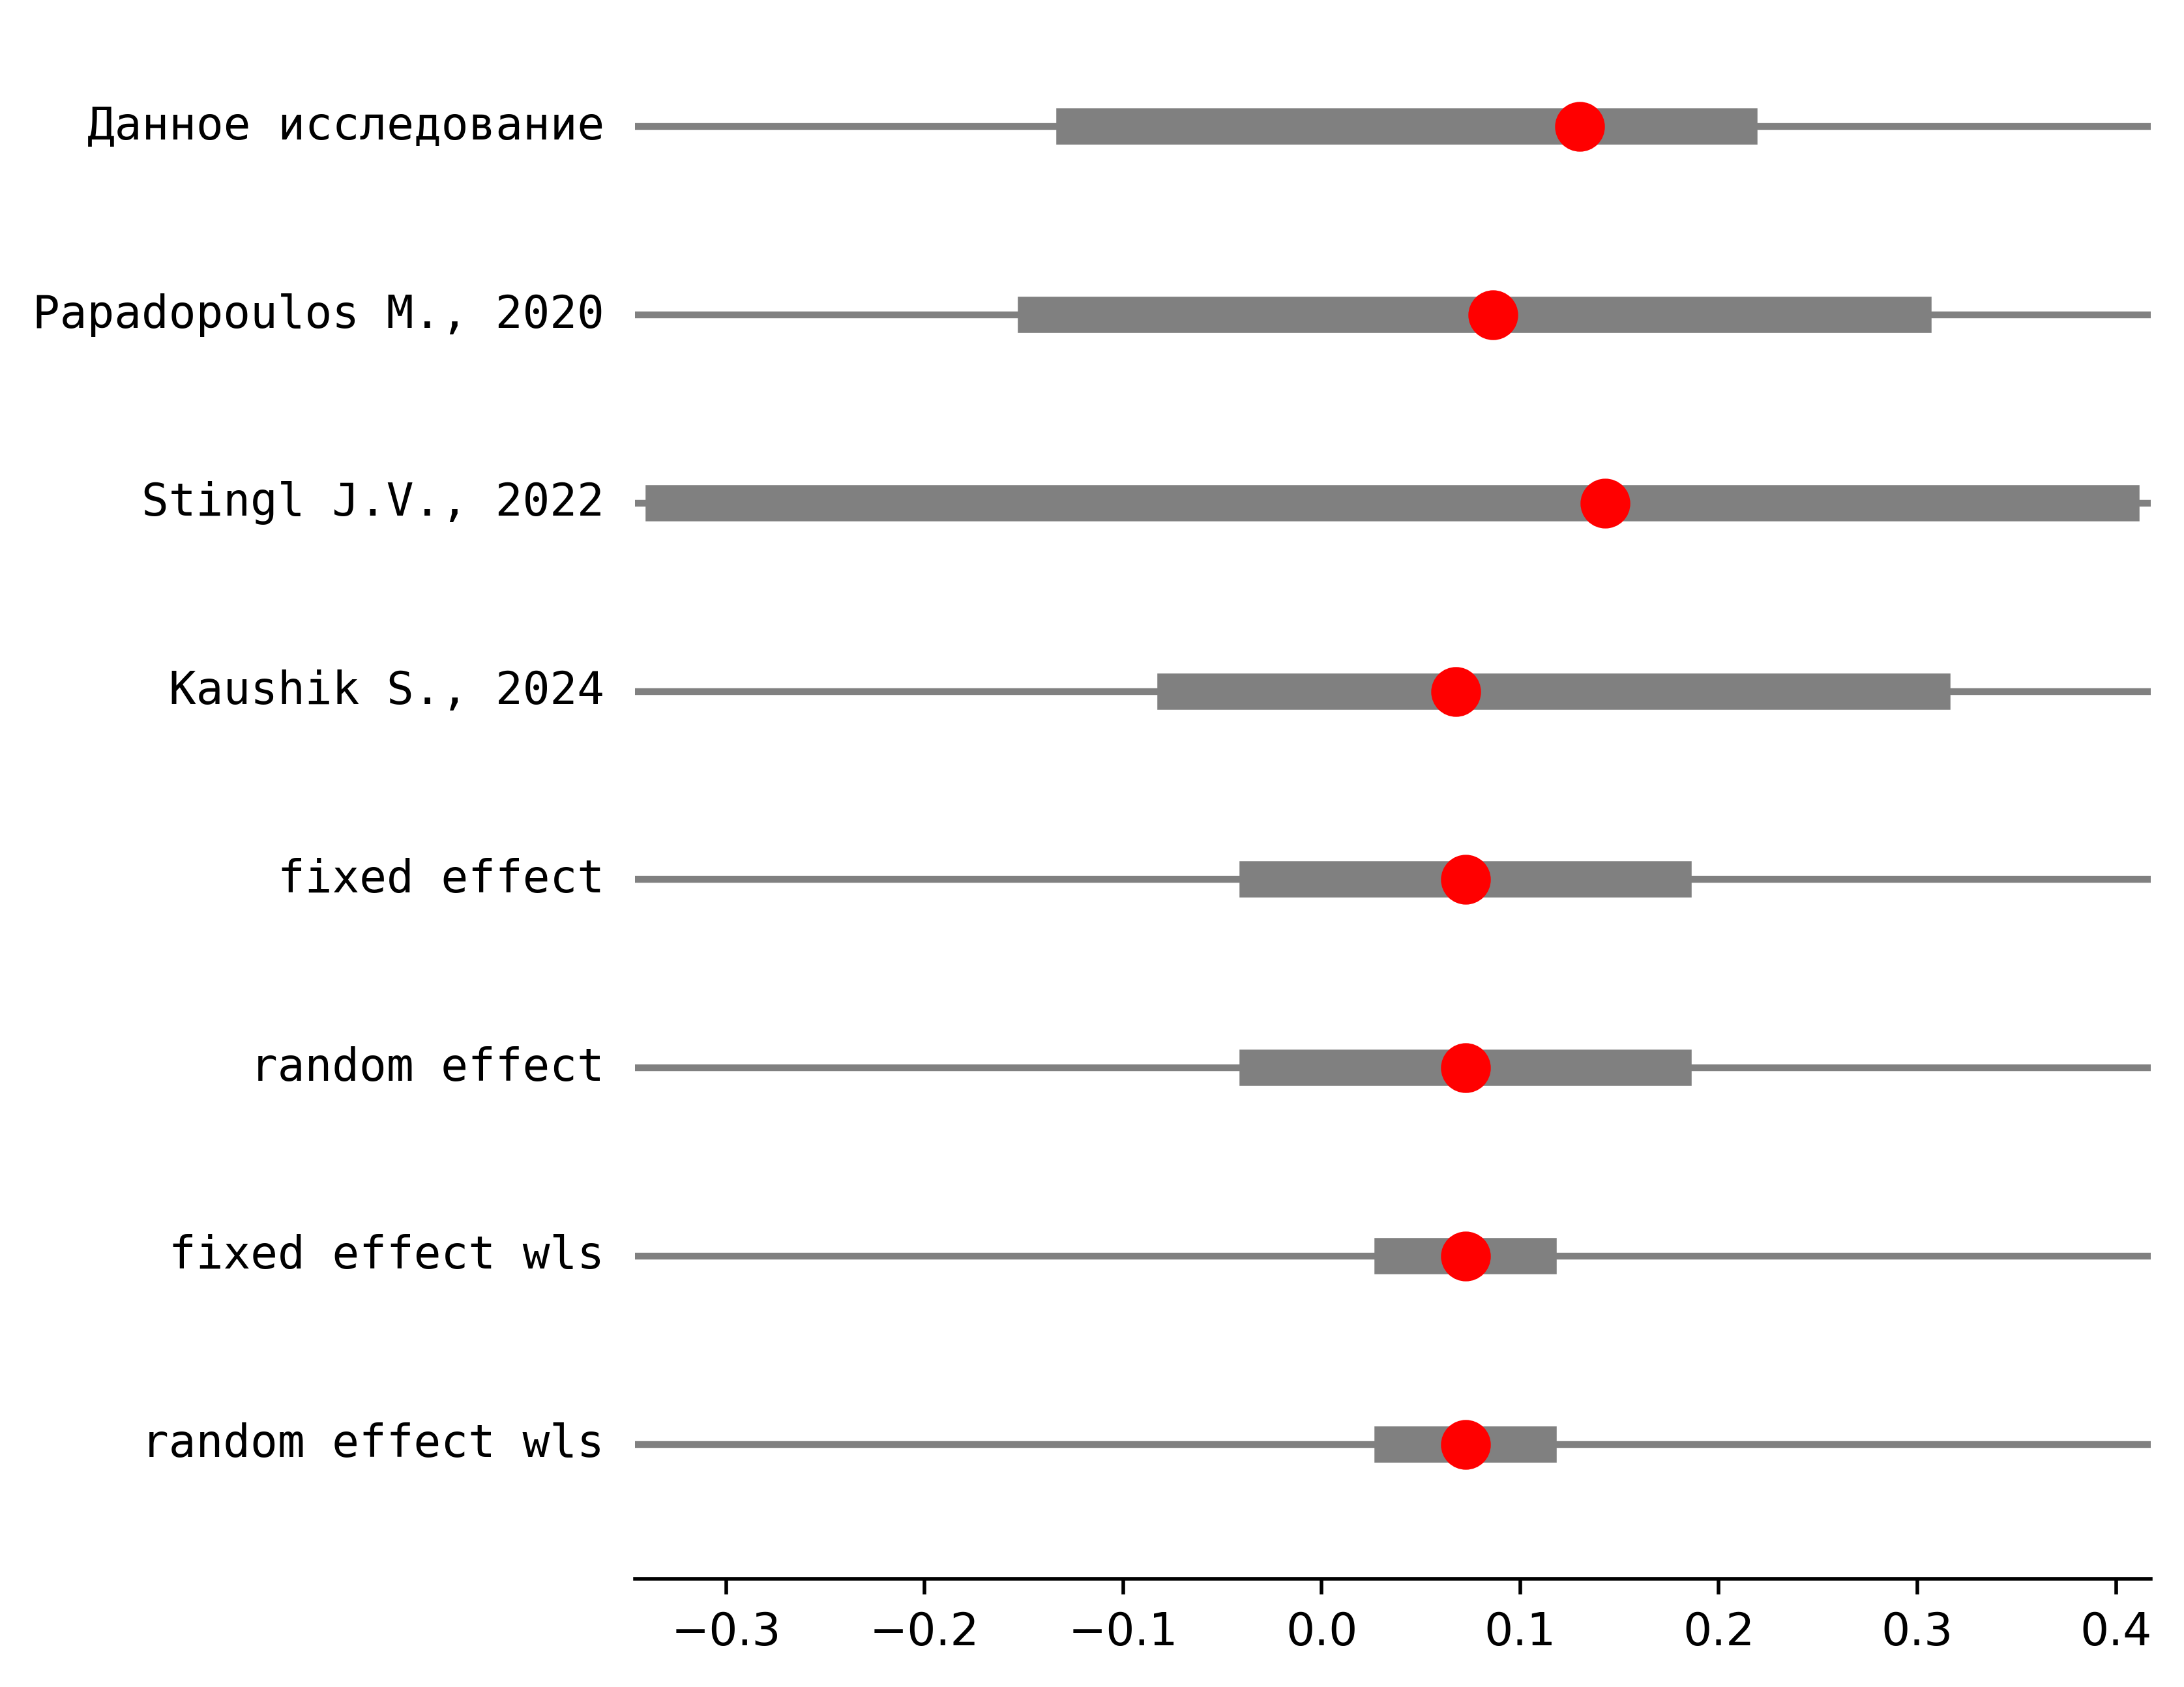 Данное исследование
Papadopoulos M., 2020
Stingl J.V., 2022
Kaushik S., 2024
fixed effect
random effect
fixed effect wls
random effect wls
−0.3 −0.2 −0.1 0.0 0.1 0.2 0.3 0.4